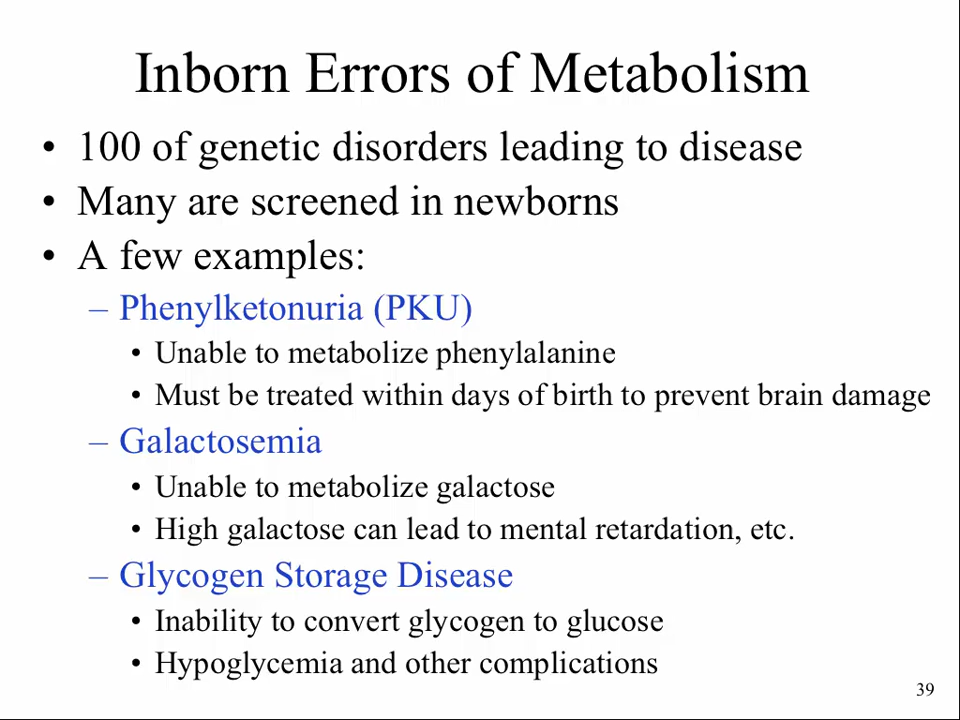 Inborn Errors of Metabolism
• 100 of genetic disorders leading to disease
• Many are screened in newborns
• A few examples:
– Phenylketonuria (PKU)
• Unable to metabolize phenylalanine
• Must be treated within days of birth to prevent brain damage
– Galactosemia
• Unable to metabolize galactose
• High galactose can lead to mental retardation, etc.
– Glycogen Storage Disease
• Inability to convert glycogen to glucose
• Hypoglycemia and other complications
39